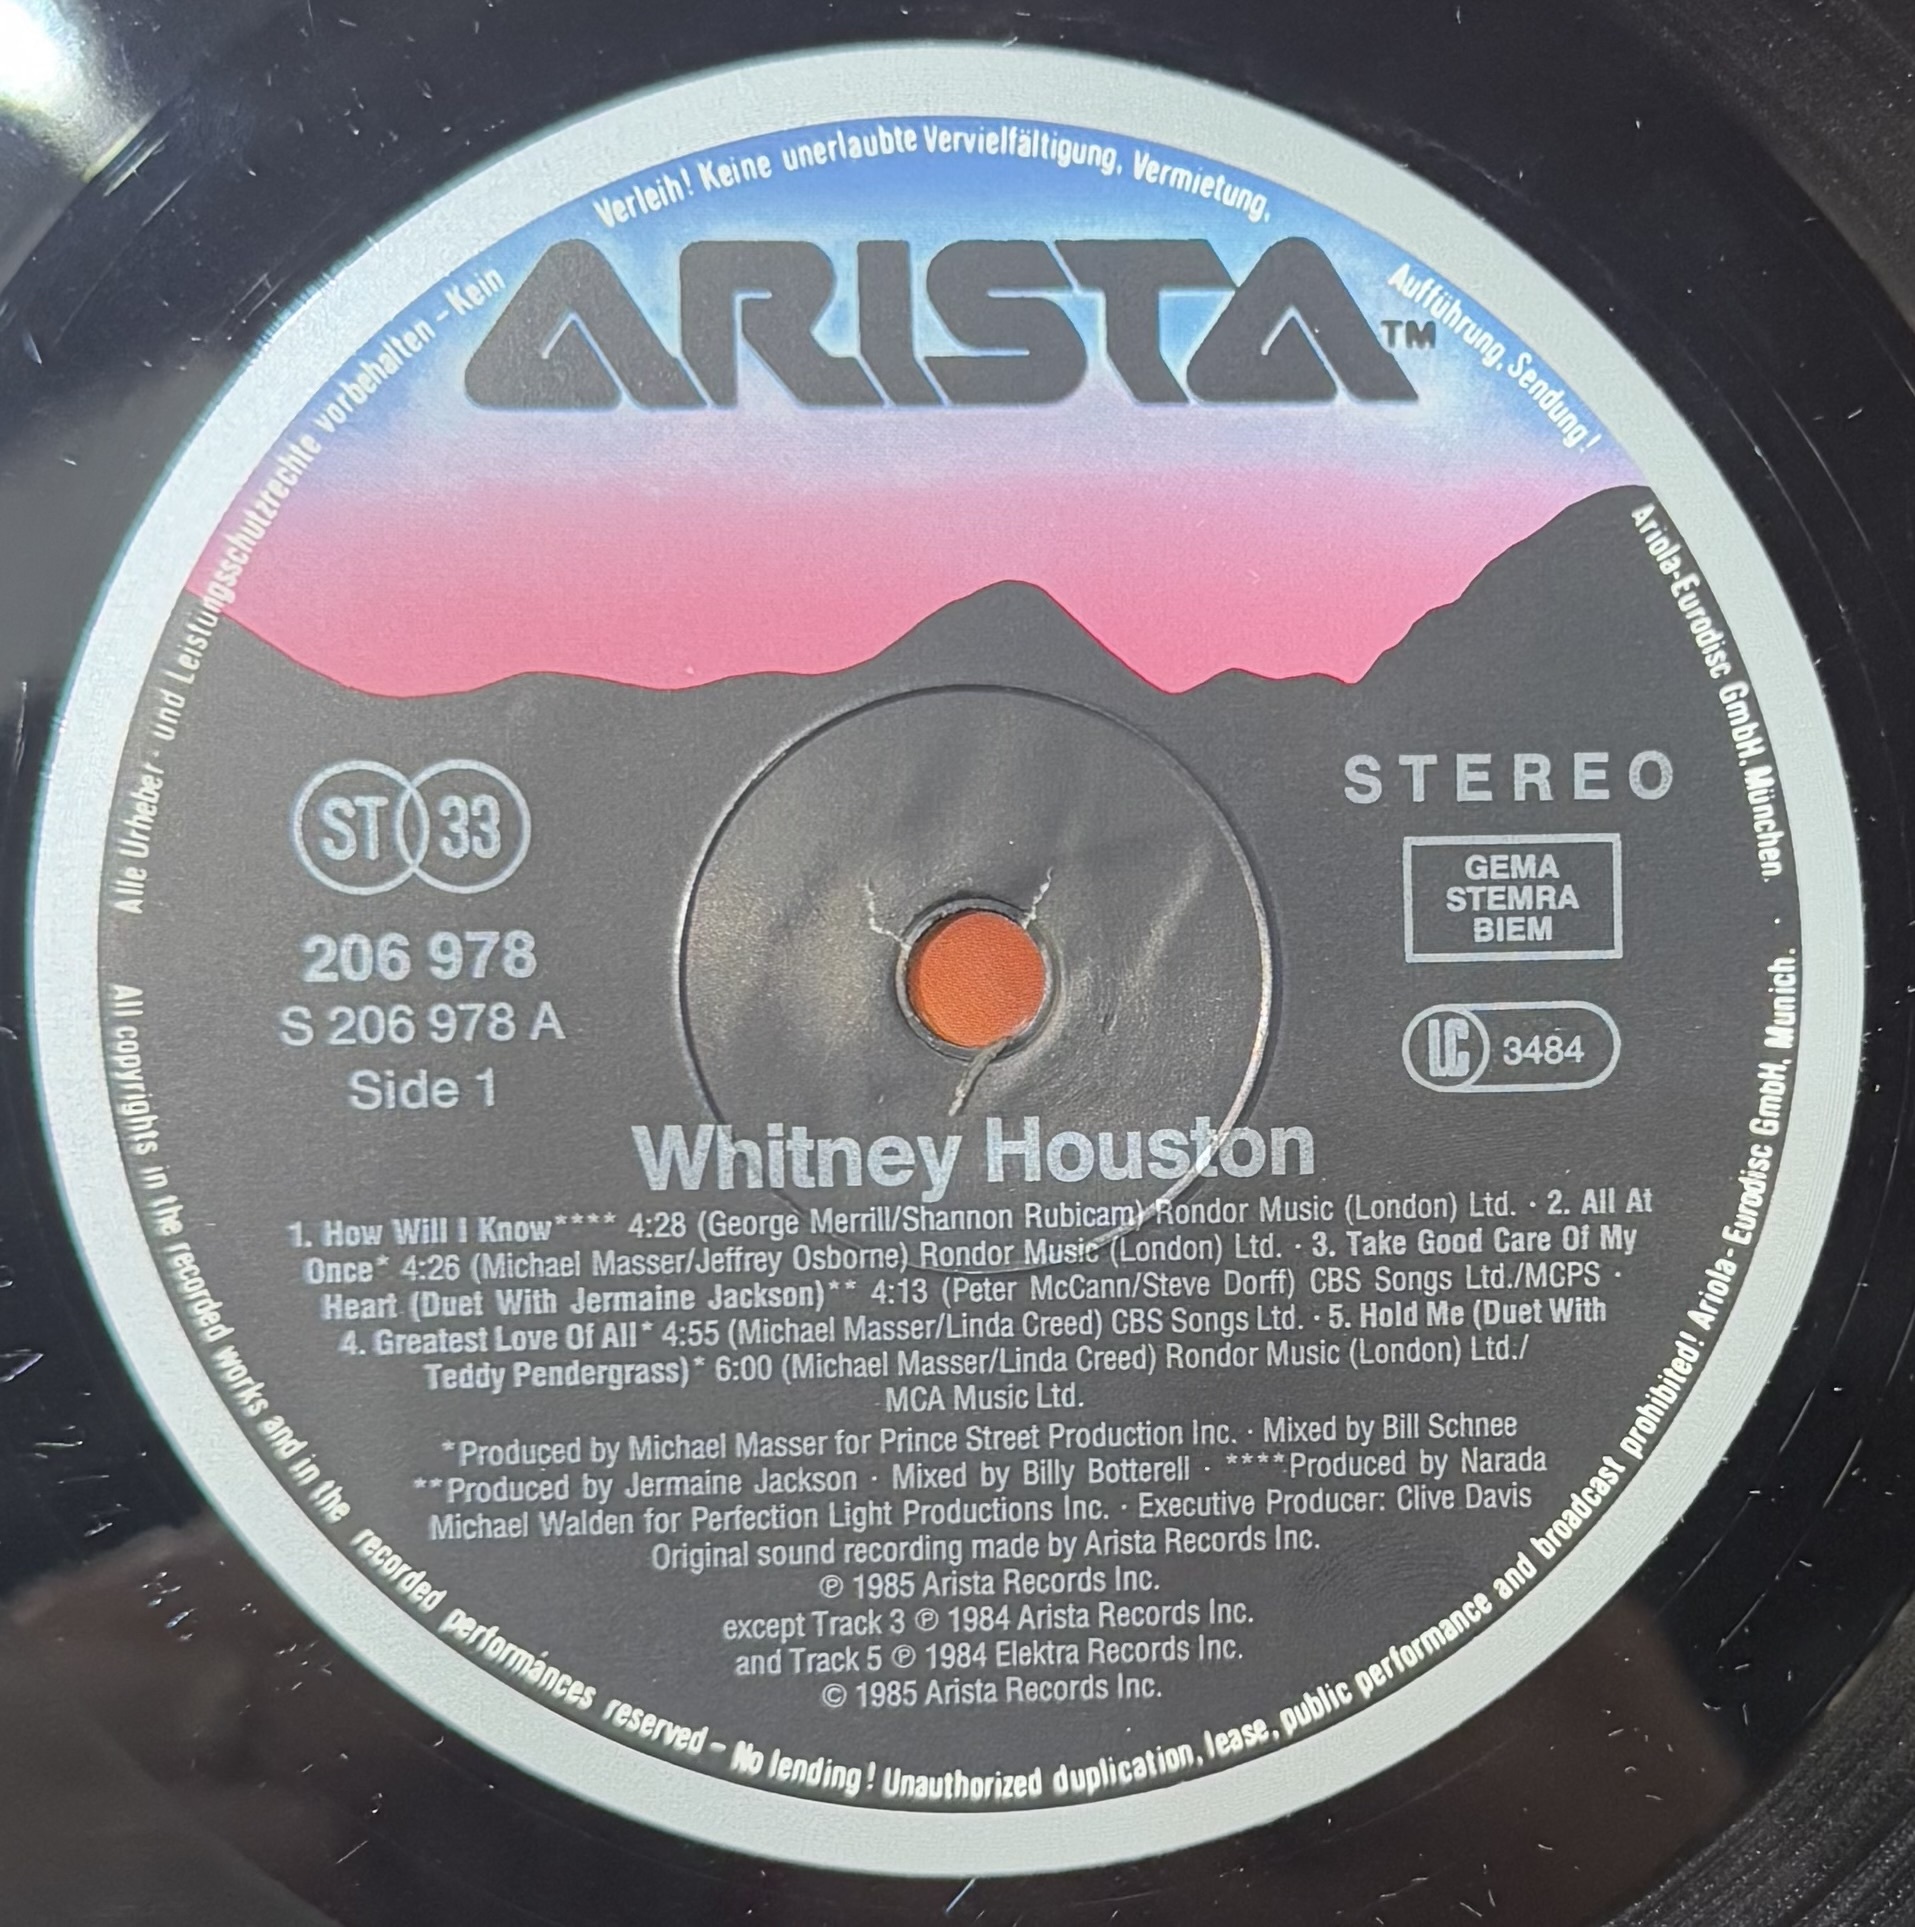 Alle Urheber- und Leistungsschutzrechte vorbehalten – Kein Verleih! Keine unerlaubte Vervielfältigung, Vermietung, Aufführung, Sendung! Ariola-Eurodisc GmbH, München.
ARISTA™
ST 33
206 978
S 206 978 A
Side 1
STEREO
GEMA
STEMRA
BIEM
LC 3484
Whitney Houston
1. How Will I Know**** 4:28 (George Merrill/Shannon Rubicam) Rondor Music (London) Ltd. · 2. All At
Once* 4:26 (Michael Masser/Jeffrey Osborne) Rondor Music (London) Ltd. · 3. Take Good Care Of My
Heart (Duet With Jermaine Jackson)** 4:13 (Peter McCann/Steve Dorff) CBS Songs Ltd./MCPS ·
4. Greatest Love Of All* 4:55 (Michael Masser/Linda Creed) CBS Songs Ltd. · 5. Hold Me (Duet With
Teddy Pendergrass)* 6:00 (Michael Masser/Linda Creed) Rondor Music (London) Ltd./
MCA Music Ltd.
*Produced by Michael Masser for Prince Street Production Inc. · Mixed by Bill Schnee
**Produced by Jermaine Jackson · Mixed by Billy Botterell · ****Produced by Narada
Michael Walden for Perfection Light Productions Inc. · Executive Producer: Clive Davis
Original sound recording made by Arista Records Inc.
℗ 1985 Arista Records Inc.
except Track 3 ℗ 1984 Arista Records Inc.
and Track 5 ℗ 1984 Elektra Records Inc.
© 1985 Arista Records Inc.
All copyrights in the recorded works and in the recorded performances reserved – No lending! Unauthorized duplication, lease, public performance and broadcast prohibited! Ariola-Eurodisc GmbH, Munich.